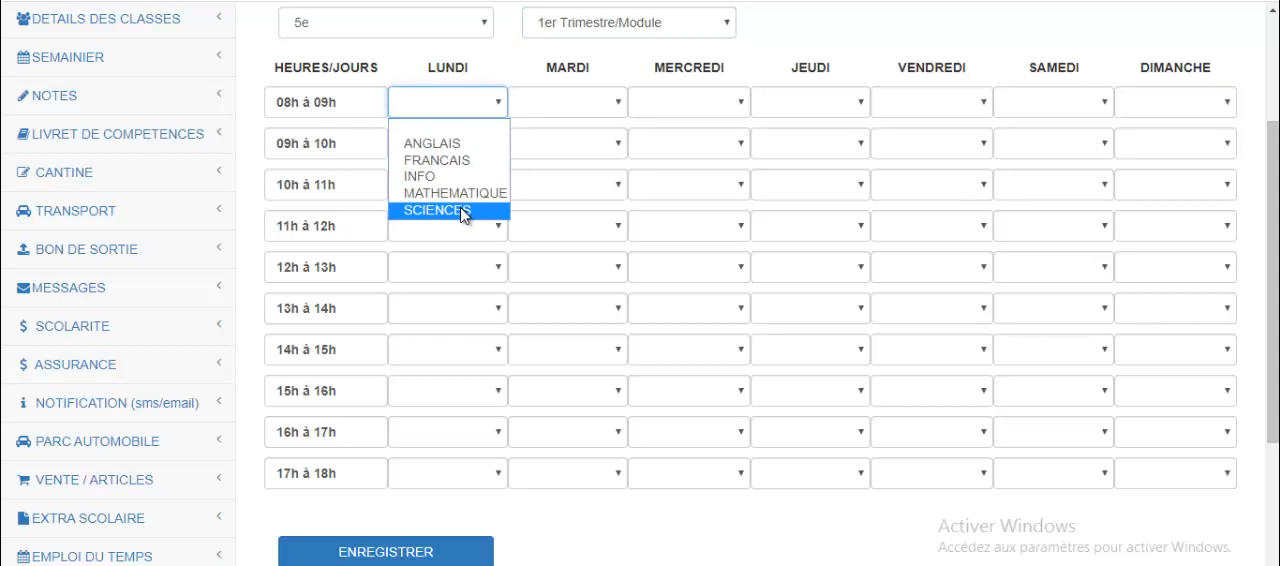 DETAILS DES CLASSES
SEMAINIER
NOTES
LIVRET DE COMPETENCES
CANTINE
TRANSPORT
BON DE SORTIE
MESSAGES
$ SCOLARITE
$ ASSURANCE
NOTIFICATION (sms/email)
PARC AUTOMOBILE
VENTE / ARTICLES
EXTRA SCOLAIRE
EMPLOI DU TEMPS
5e 1er Trimestre/Module
HEURES/JOURS LUNDI MARDI MERCREDI JEUDI VENDREDI SAMEDI DIMANCHE
08h à 09h
ANGLAIS
FRANCAIS
INFO
MATHEMATIQUE
SCIENCES
09h à 10h
10h à 11h
11h à 12h
12h à 13h
13h à 14h
14h à 15h
15h à 16h
16h à 17h
17h à 18h
ENREGISTRER
Activer Windows
Accédez aux paramètres pour activer Windows.